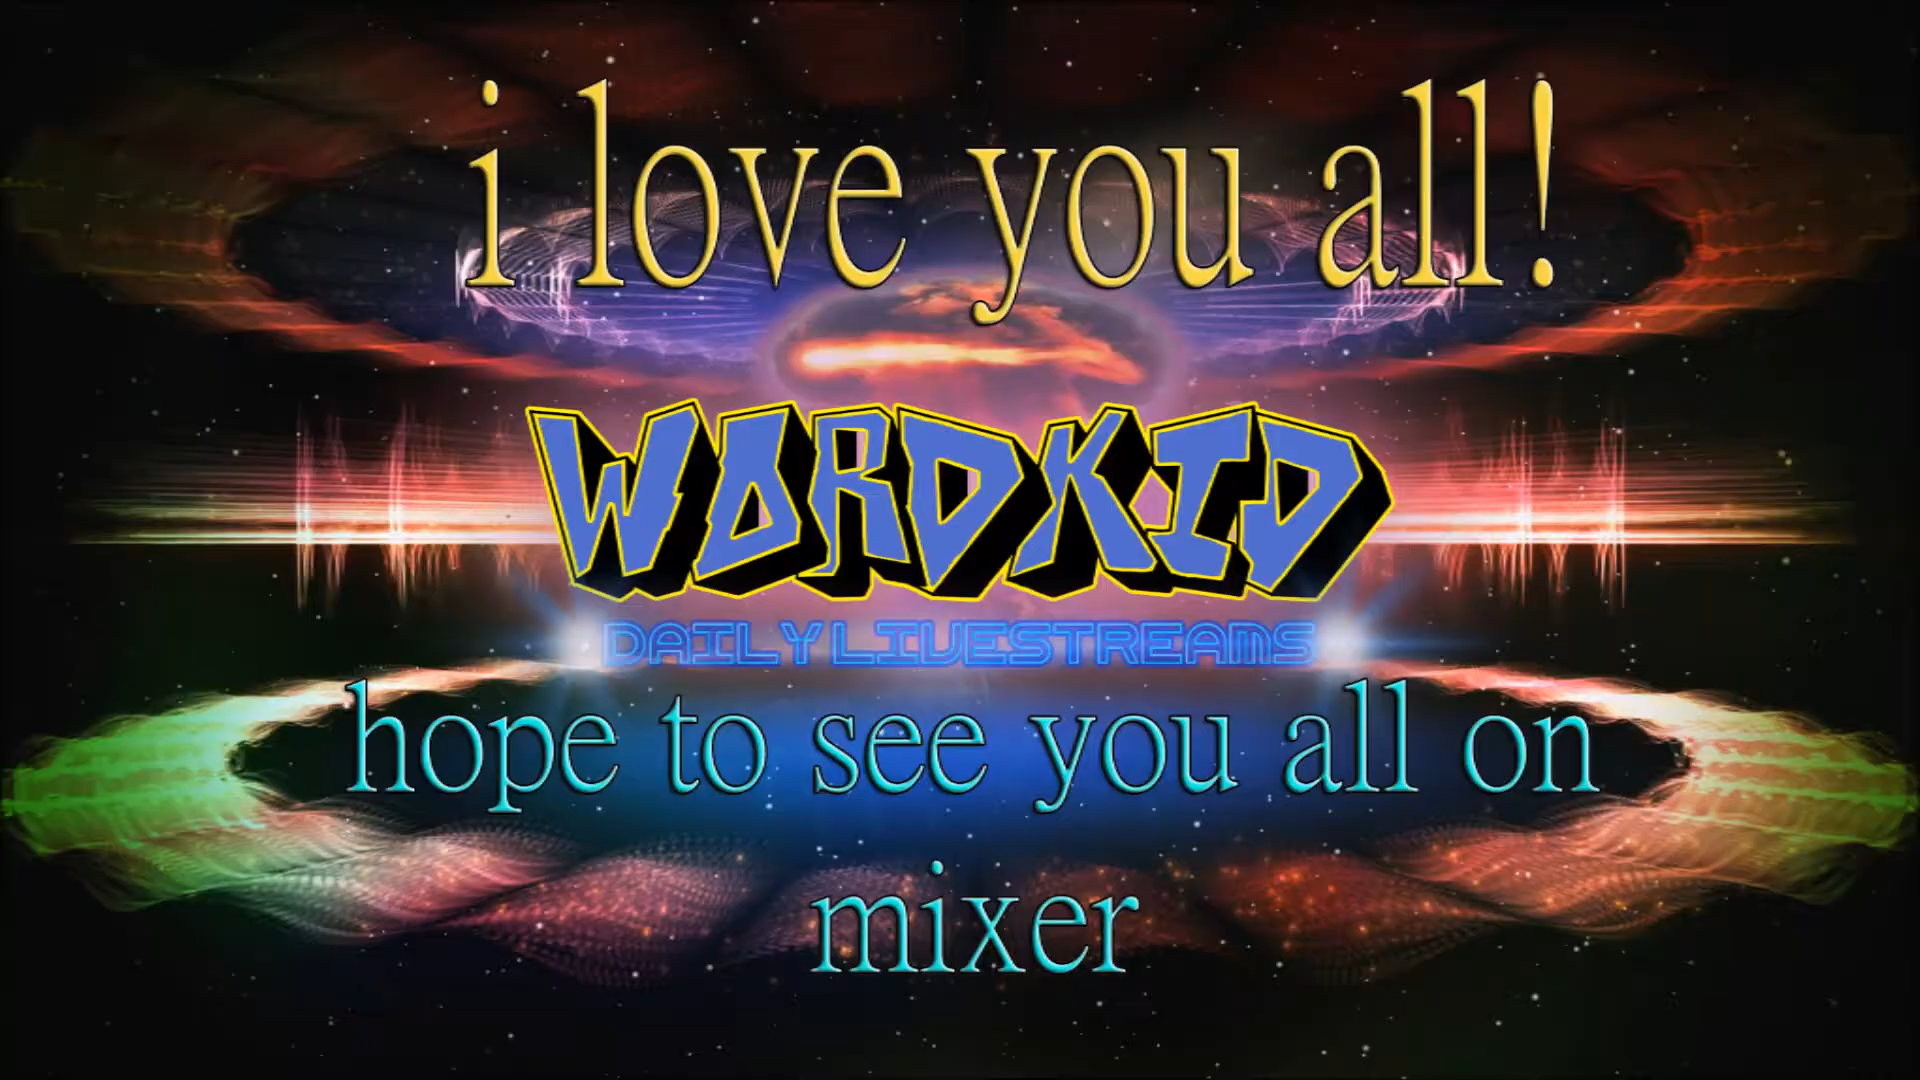 i love you all!
WORDKID
DAILY LIVESTREAMS
hope to see you all on
mixer